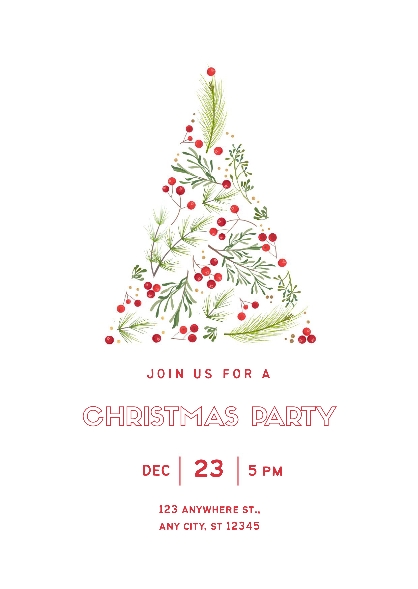 JOIN US FOR A
CHRISTMAS PARTY
DEC 23 5 PM
123 ANYWHERE ST.,
ANY CITY, ST 12345